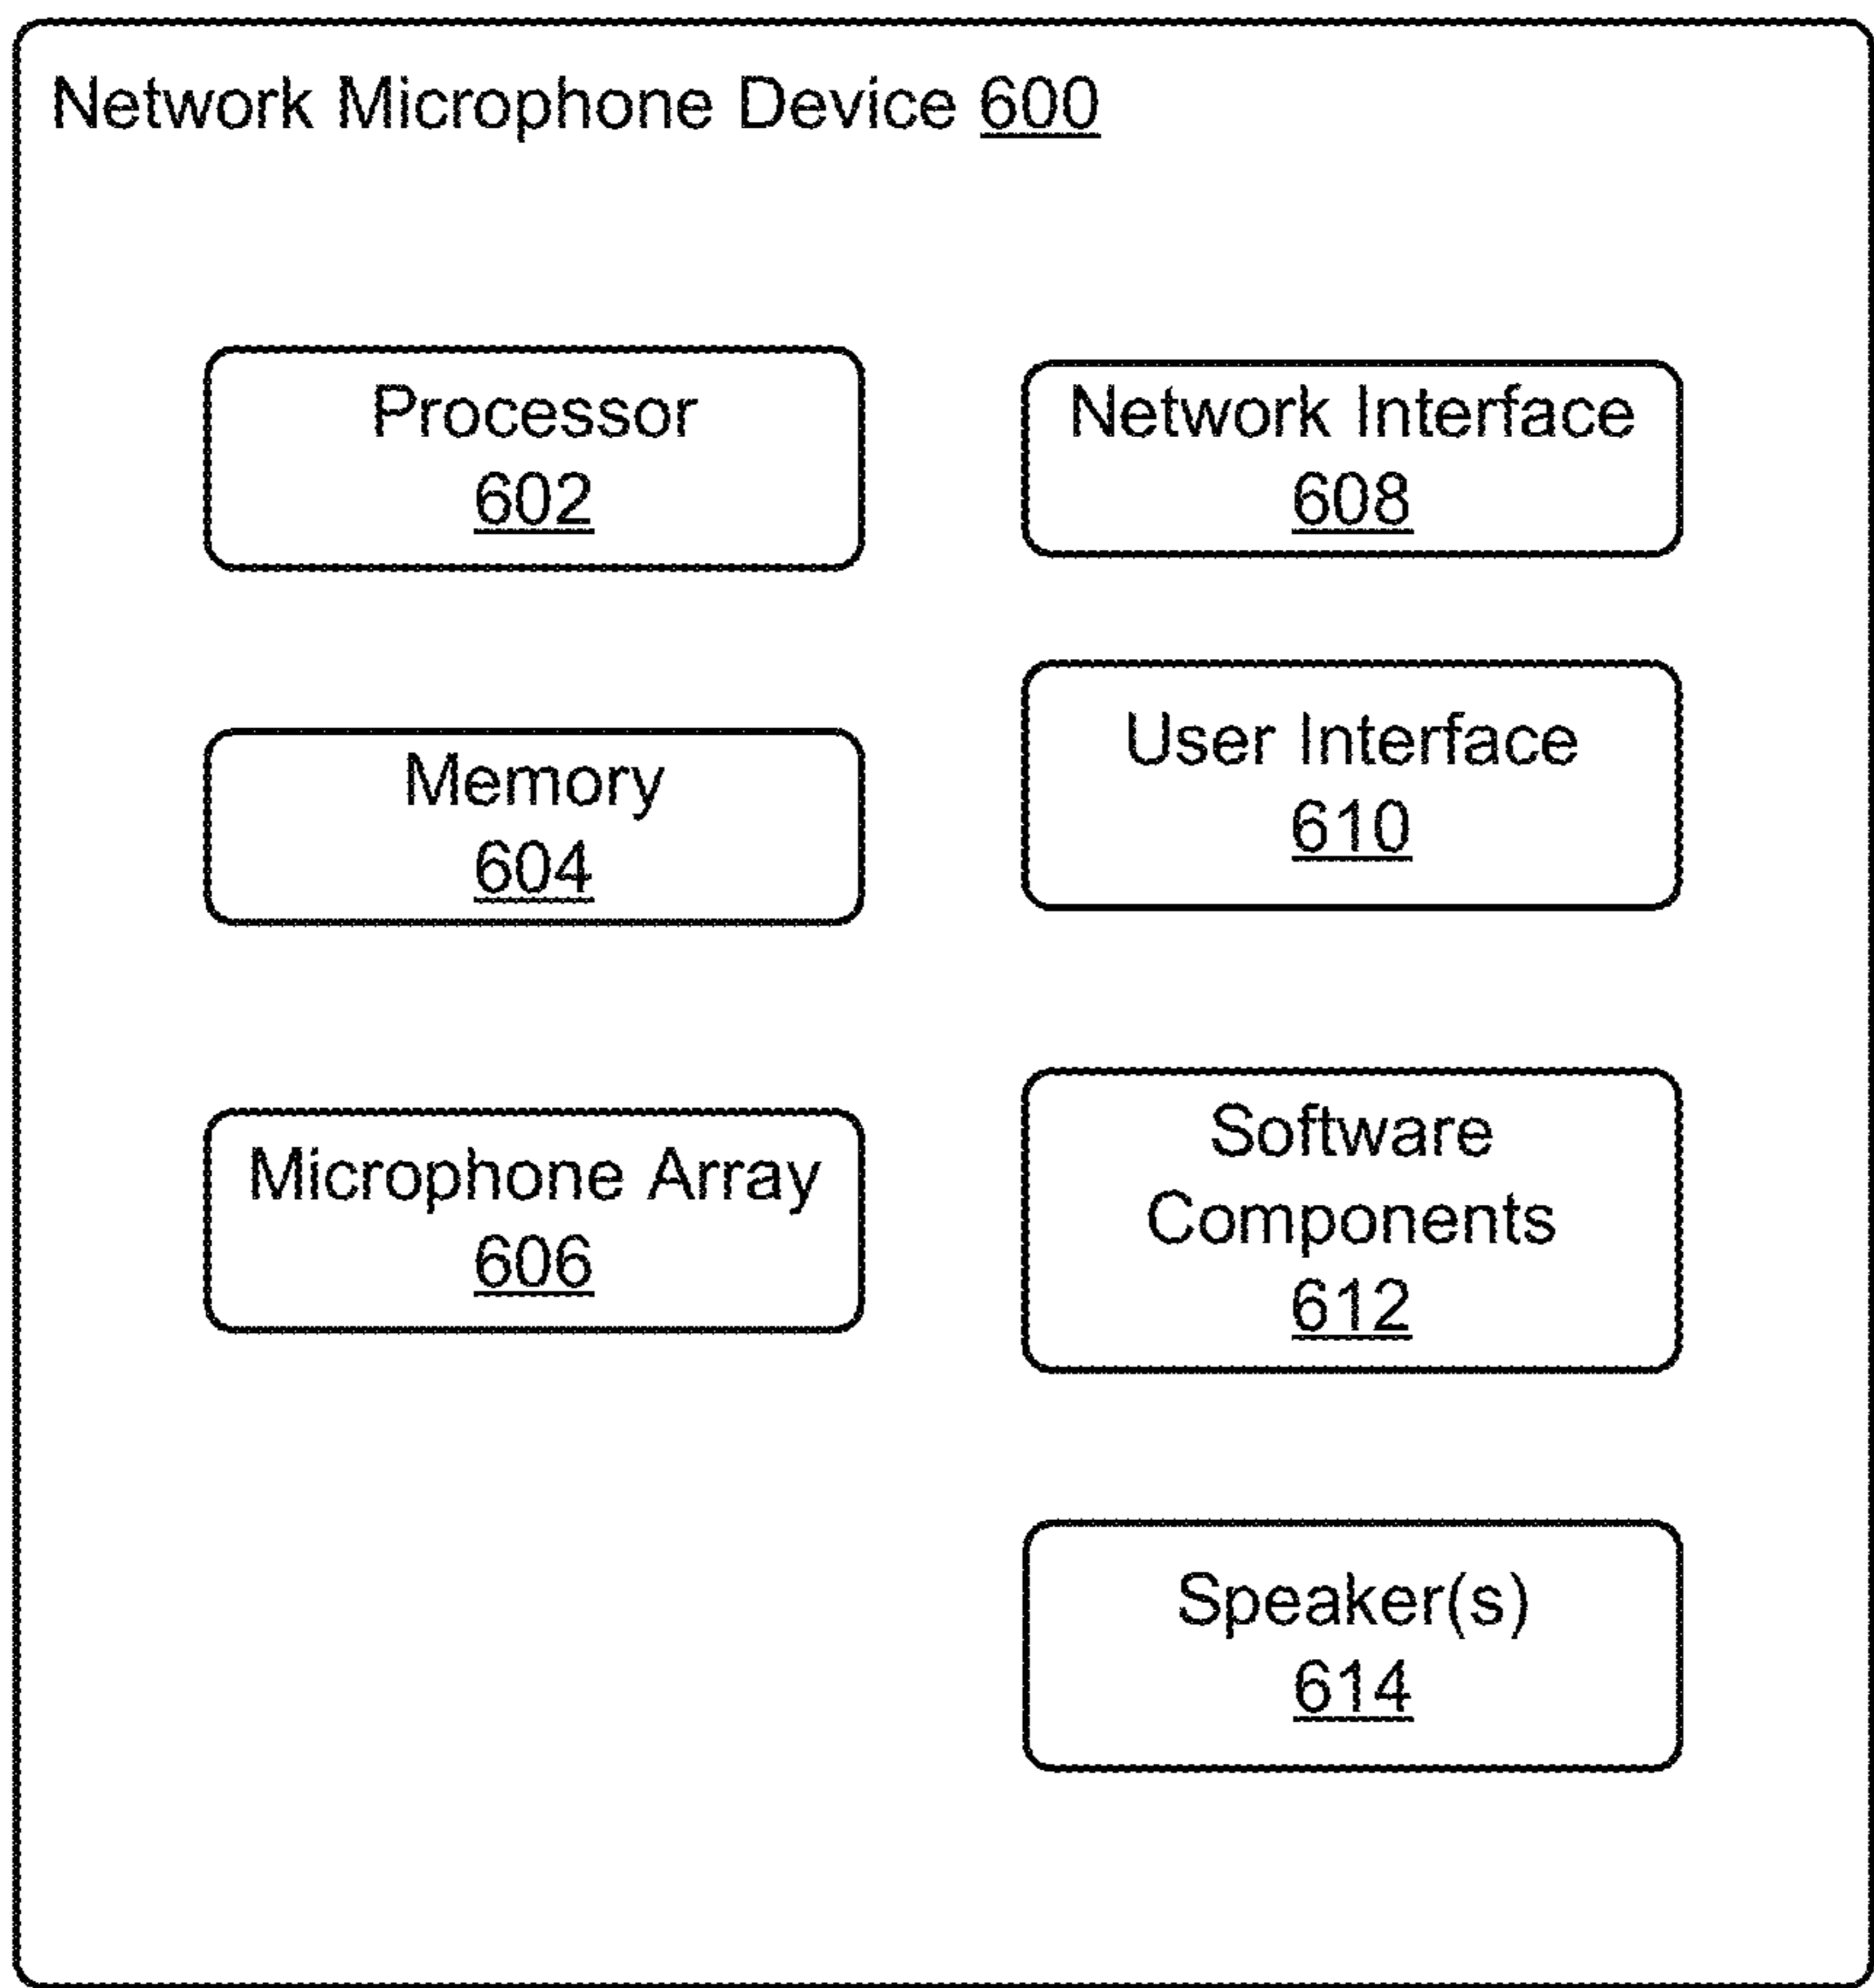 Network Microphone Device 600
Processor
602
Memory
604
Microphone Array
606
Network Interface
608
User Interface
610
Software
Components
612
Speaker(s)
614